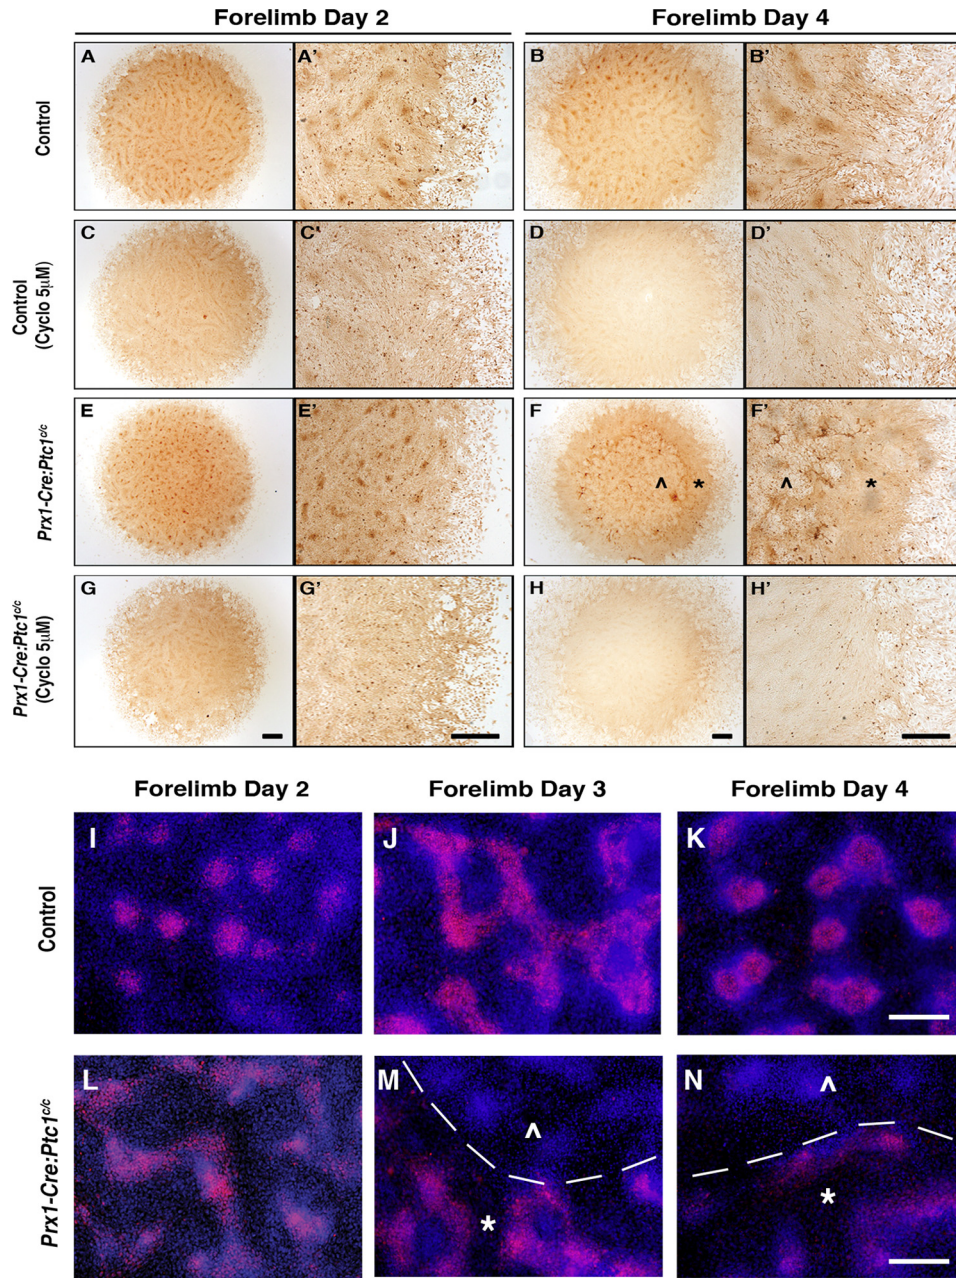 Forelimb Day 2 Forelimb Day 4
Control
A A' B B'
Control
(Cyclo 5μM)
C C' D D'
Prx1-Cre:Ptc1c/c
E E' F F'
^ * ^ *
Prx1-Cre:Ptc1c/c
(Cyclo 5μM)
G G' H H'
Forelimb Day 2 Forelimb Day 3 Forelimb Day 4
Control
I J K
Prx1-Cre:Ptc1c/c
L M N
^ ^
* *